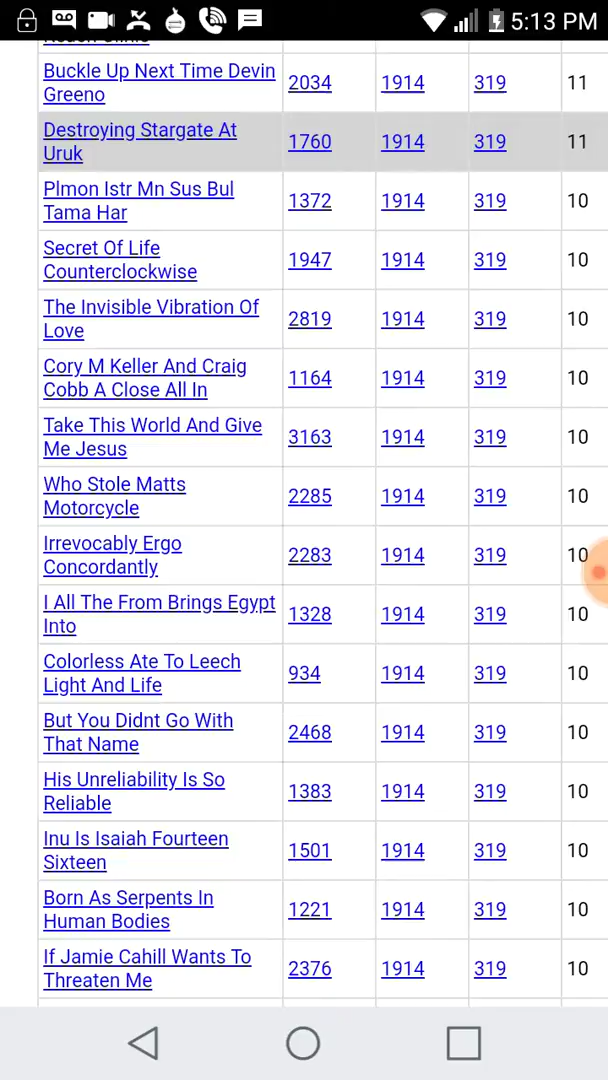 5:13 PM
Buckle Up Next Time Devin
Greeno
2034
1914
319
11
Destroying Stargate At
Uruk
1760
1914
319
11
Plmon Istr Mn Sus Bul
Tama Har
1372
1914
319
10
Secret Of Life
Counterclockwise
1947
1914
319
10
The Invisible Vibration Of
Love
2819
1914
319
10
Cory M Keller And Craig
Cobb A Close All In
1164
1914
319
10
Take This World And Give
Me Jesus
3163
1914
319
10
Who Stole Matts
Motorcycle
2285
1914
319
10
Irrevocably Ergo
Concordantly
2283
1914
319
10
I All The From Brings Egypt
Into
1328
1914
319
10
Colorless Ate To Leech
Light And Life
934
1914
319
10
But You Didnt Go With
That Name
2468
1914
319
10
His Unreliability Is So
Reliable
1383
1914
319
10
Inu Is Isaiah Fourteen
Sixteen
1501
1914
319
10
Born As Serpents In
Human Bodies
1221
1914
319
10
If Jamie Cahill Wants To
Threaten Me
2376
1914
319
10